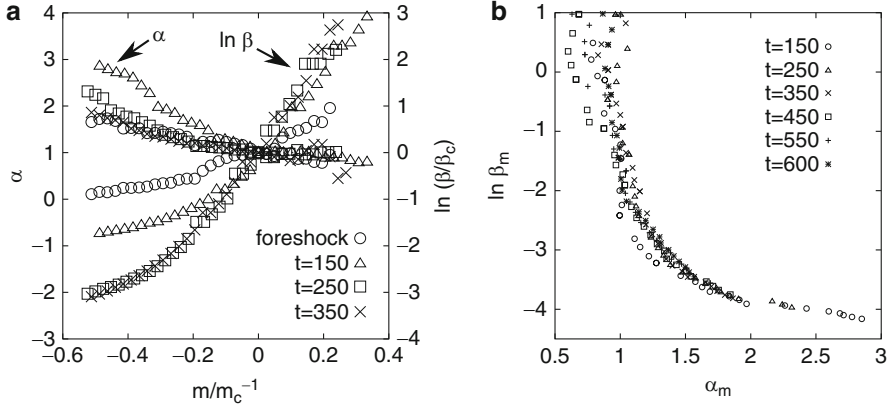 a
4
3
2
1
0
−1
−2
−3
α
α
ln β
foreshock
t=150
t=250
t=350
3
2
1
0
−1
−2
−3
ln (β/β_c)
−0.6 −0.4 −0.2 0 0.2 0.4
m/m_c^{−1}
b
1
0
−1
−2
−3
−4
ln β_m
t=150
t=250
t=350
t=450
t=550
t=600
0.5 1 1.5 2 2.5 3
α_m